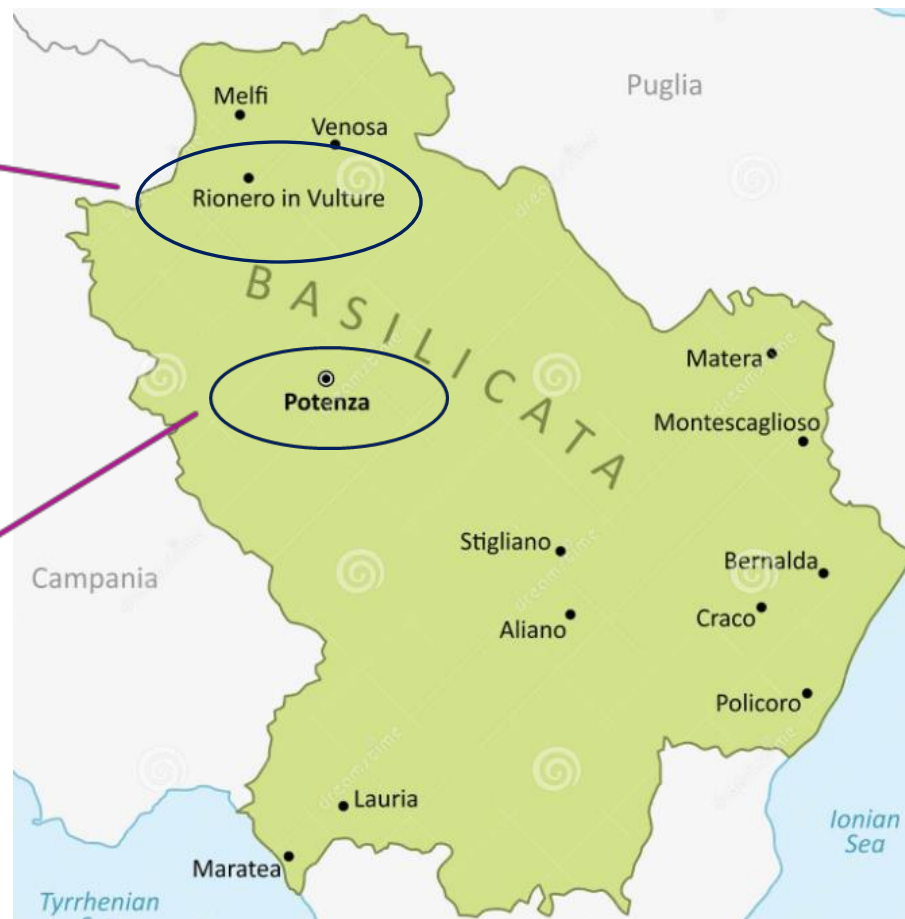 Puglia
Melfi
Venosa
Rionero in Vulture
BASILICATA
Matera
Potenza
Montescaglioso
Stigliano
Bernalda
Campania
Craco
Aliano
Policoro
Lauria
Ionian
Sea
Maratea
Tyrrhenian